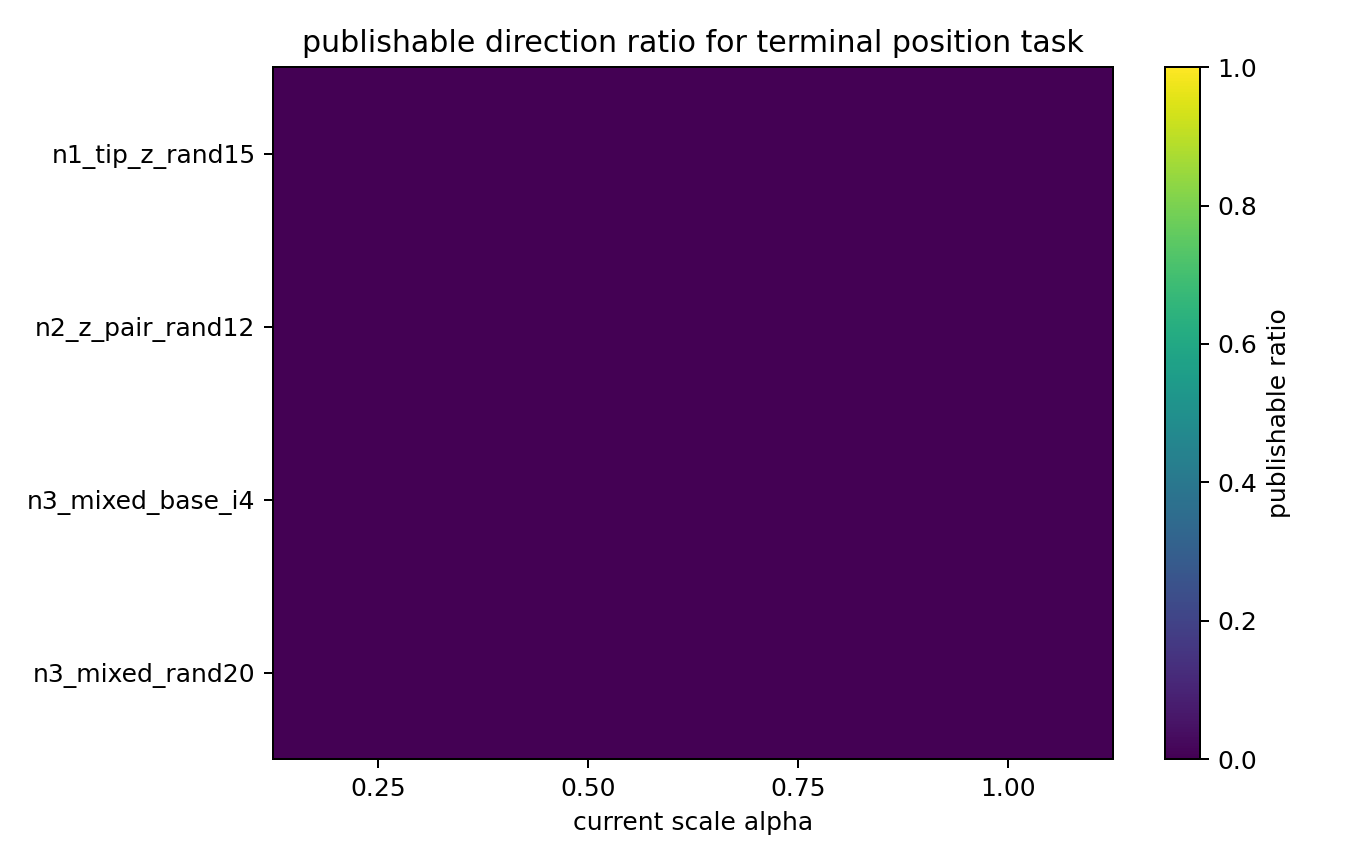 publishable direction ratio for terminal position task
n1_tip_z_rand15
n2_z_pair_rand12
n3_mixed_base_i4
n3_mixed_rand20
0.25 0.50 0.75 1.00
current scale alpha
1.0
0.8
0.6
0.4
0.2
0.0
publishable ratio